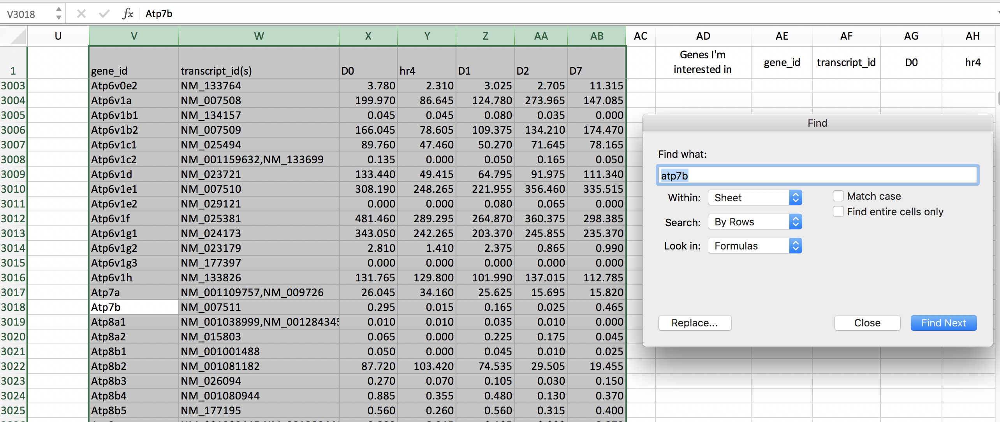 V3018 fx Atp7b
U V W X Y Z AA AB AC AD AE AF AG AH
1 gene_id transcript_id(s) D0 hr4 D1 D2 D7 Genes I'm interested in gene_id transcript_id D0 hr4
3003 Atp6v0e2 NM_133764 3.780 2.310 3.025 2.705 11.315
3004 Atp6v1a NM_007508 199.970 86.645 124.780 273.965 147.085
3005 Atp6v1b1 NM_134157 0.045 0.045 0.080 0.035 0.000
3006 Atp6v1b2 NM_007509 166.045 78.605 109.375 134.210 174.470
3007 Atp6v1c1 NM_025494 89.760 47.460 50.270 71.645 78.165
3008 Atp6v1c2 NM_001159632,NM_133699 0.135 0.000 0.050 0.165 0.050
3009 Atp6v1d NM_023721 133.440 49.415 64.795 91.975 111.340
3010 Atp6v1e1 NM_007510 308.190 248.265 221.955 356.460 335.515
3011 Atp6v1e2 NM_029121 0.000 0.000 0.080 0.065 0.000
3012 Atp6v1f NM_025381 481.460 289.295 264.870 360.375 298.385
3013 Atp6v1g1 NM_024173 343.050 242.265 203.370 245.855 235.370
3014 Atp6v1g2 NM_023179 2.810 1.410 2.375 0.865 0.990
3015 Atp6v1g3 NM_177397 0.000 0.000 0.000 0.000 0.000
3016 Atp6v1h NM_133826 131.765 129.800 101.990 137.015 112.785
3017 Atp7a NM_001109757,NM_009726 26.045 34.160 25.625 15.695 15.820
3018 Atp7b NM_007511 0.295 0.015 0.165 0.025 0.465
3019 Atp8a1 NM_001038999,NM_001284345 0.010 0.010 0.035 0.010 0.000
3020 Atp8a2 NM_015803 0.065 0.000 0.225 0.175 0.045
3021 Atp8b1 NM_001001488 0.050 0.000 0.045 0.010 0.025
3022 Atp8b2 NM_001081182 87.720 103.420 74.535 29.505 19.455
3023 Atp8b3 NM_026094 0.270 0.070 0.105 0.030 0.150
3024 Atp8b4 NM_001080944 0.885 0.355 0.480 0.130 0.370
3025 Atp8b5 NM_177195 0.560 0.260 0.560 0.315 0.400
Find
Find what:
atp7b
Within: Sheet
Match case
Find entire cells only
Search: By Rows
Look in: Formulas
Replace... Close Find Next